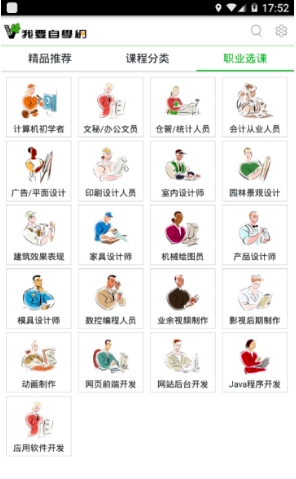 17:52
我要自學網
精品推荐 课程分类 职业选课
计算机初学者 文秘/办公文员 仓管/统计人员 会计从业人员
广告/平面设计 印刷设计人员 室内设计师 园林景观设计
建筑效果表现 家具设计师 机械绘图员 产品设计师
模具设计师 数控编程人员 业余视频制作 影视后期制作
动画制作 网页前端开发 网站后台开发 Java程序开发
应用软件开发